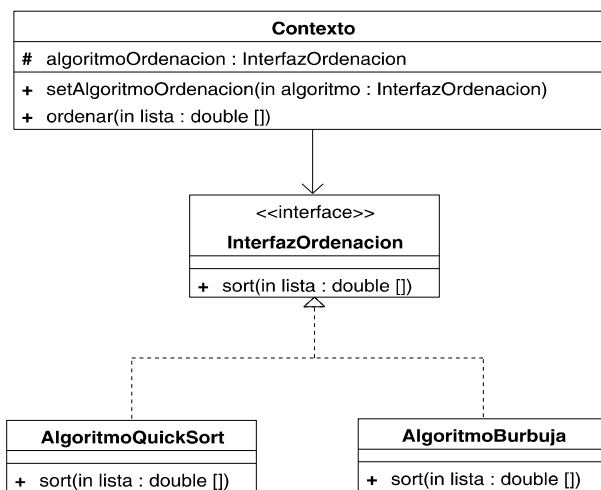 Contexto
# algoritmoOrdenacion : InterfazOrdenacion
+ setAlgoritmoOrdenacion(in algoritmo : InterfazOrdenacion)
+ ordenar(in lista : double [])
<<interface>>
InterfazOrdenacion
+ sort(in lista : double [])
AlgoritmoQuickSort
+ sort(in lista : double [])
AlgoritmoBurbuja
+ sort(in lista : double [])